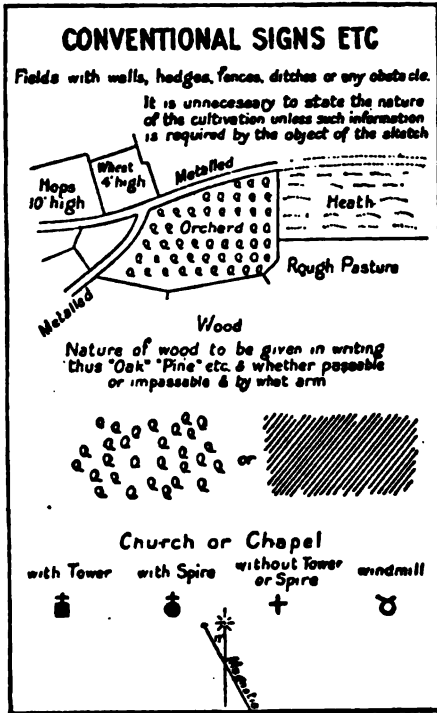 CONVENTIONAL SIGNS ETC
Fields with walls, hedges, fences, ditches or any obstacle.
It is unnecessary to state the nature
of the cultivation unless such information
is required by the object of the sketch
Hops
10' high
Wheat
4' high
Metalled
Orchard
Heath
Metalled
Rough Pasture
Wood
Nature of wood to be given in writing
thus "Oak" "Pine" etc. & whether passable
or impassable & by what arm
or
Church or Chapel
with Tower
with Spire
without Tower
or Spire
windmill
Magnetic